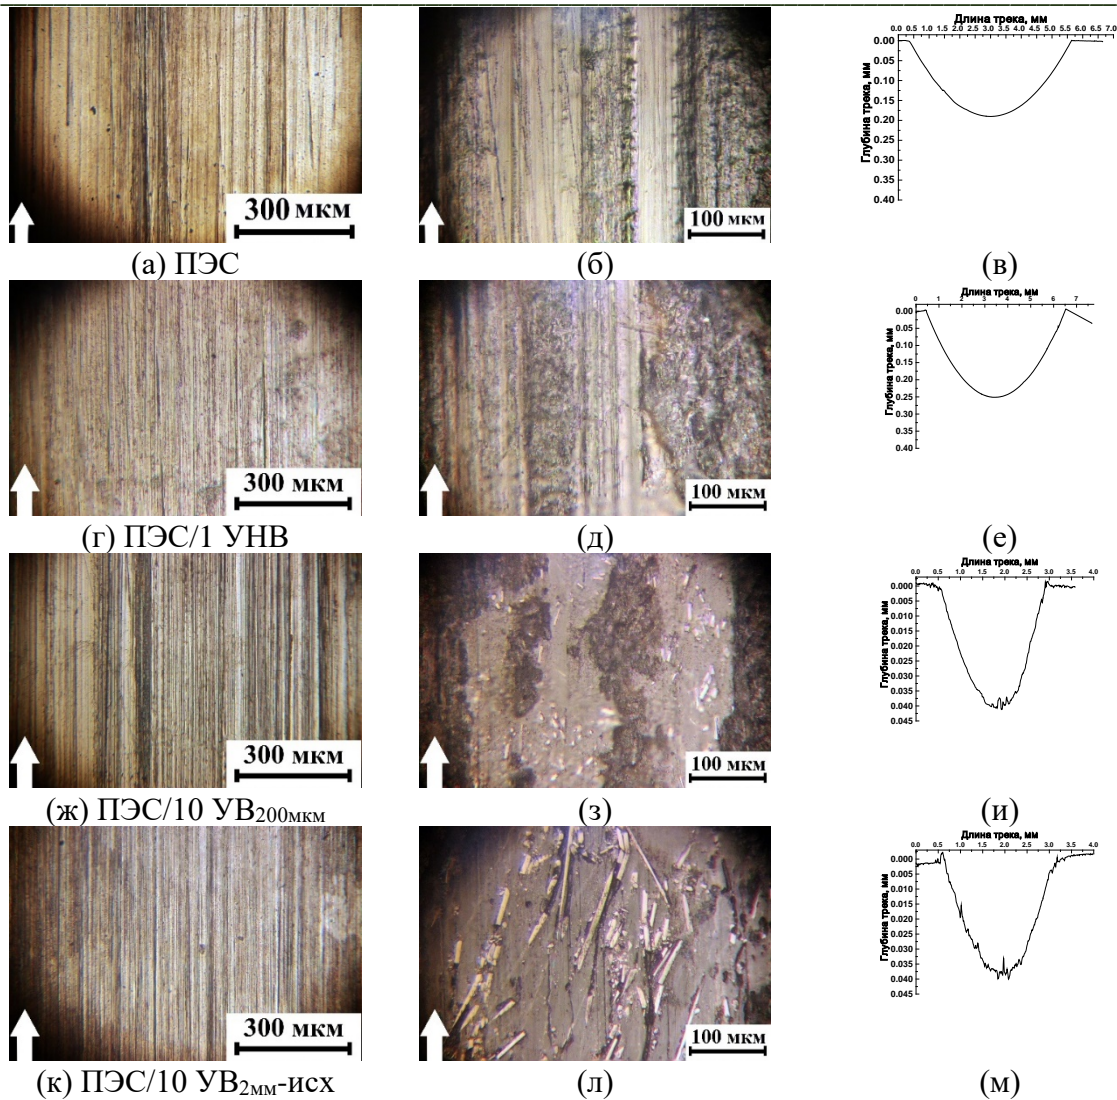 Длина трека, мм
0.0 0.5 1.0 1.5 2.0 2.5 3.0 3.5 4.0 4.5 5.0 5.5 6.0 6.5 7.0
Глубина трека, мм
0.00
0.05
0.10
0.15
0.20
0.25
0.30
0.35
0.40
300 мкм
100 мкм
(а) ПЭС
(б)
(в)
Длина трека, мм
0 1 2 3 4 5 6 7
Глубина трека, мм
0.00
0.05
0.10
0.15
0.20
0.25
0.30
0.35
0.40
300 мкм
100 мкм
(г) ПЭС/1 УНВ
(д)
(е)
Длина трека, мм
0 0.5 1.0 1.5 2.0 2.5 3.0 3.5 4.0
Глубина трека, мм
0.000
0.005
0.010
0.015
0.020
0.025
0.030
0.035
0.040
0.045
300 мкм
100 мкм
(ж) ПЭС/10 УВ200мкм
(з)
(и)
Длина трека, мм
0 0.5 1.0 1.5 2.0 2.5 3.0 3.5 4.0
Глубина трека, мм
0.000
0.005
0.010
0.015
0.020
0.025
0.030
0.035
0.040
0.045
300 мкм
100 мкм
(к) ПЭС/10 УВ2мм-исх
(л)
(м)